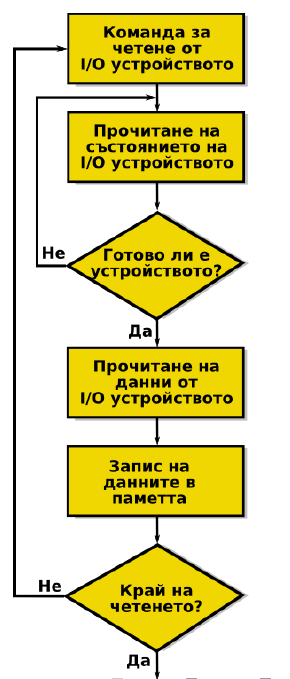 Команда за
четене от
I/O устройството
Прочитане на
състоянието на
I/O устройството
Не
Готово ли е
устройството?
Да
Прочитане на
данни от
I/O устройството
Запис на
данните в
паметта
Не
Край на
четенето?
Да